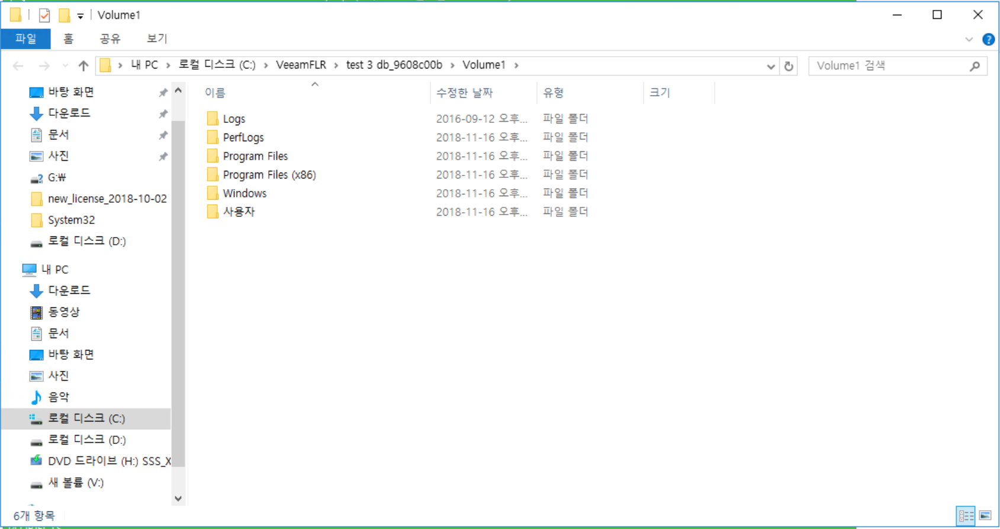 Volume1
파일 홈 공유 보기
내 PC 로컬 디스크 (C:) VeeamFLR test 3 db_9608c00b Volume1
Volume1 검색
바탕 화면
다운로드
문서
사진
G:₩
new_license_2018-10-02
System32
로컬 디스크 (D:)
내 PC
다운로드
동영상
문서
바탕 화면
사진
음악
로컬 디스크 (C:)
로컬 디스크 (D:)
DVD 드라이브 (H:) SSS_X
새 볼륨 (V:)
이름 수정한 날짜 유형 크기
Logs 2016-09-12 오후... 파일 폴더
PerfLogs 2018-11-16 오후... 파일 폴더
Program Files 2018-11-16 오후... 파일 폴더
Program Files (x86) 2018-11-16 오후... 파일 폴더
Windows 2018-11-16 오후... 파일 폴더
사용자 2018-11-16 오후... 파일 폴더
6개 항목